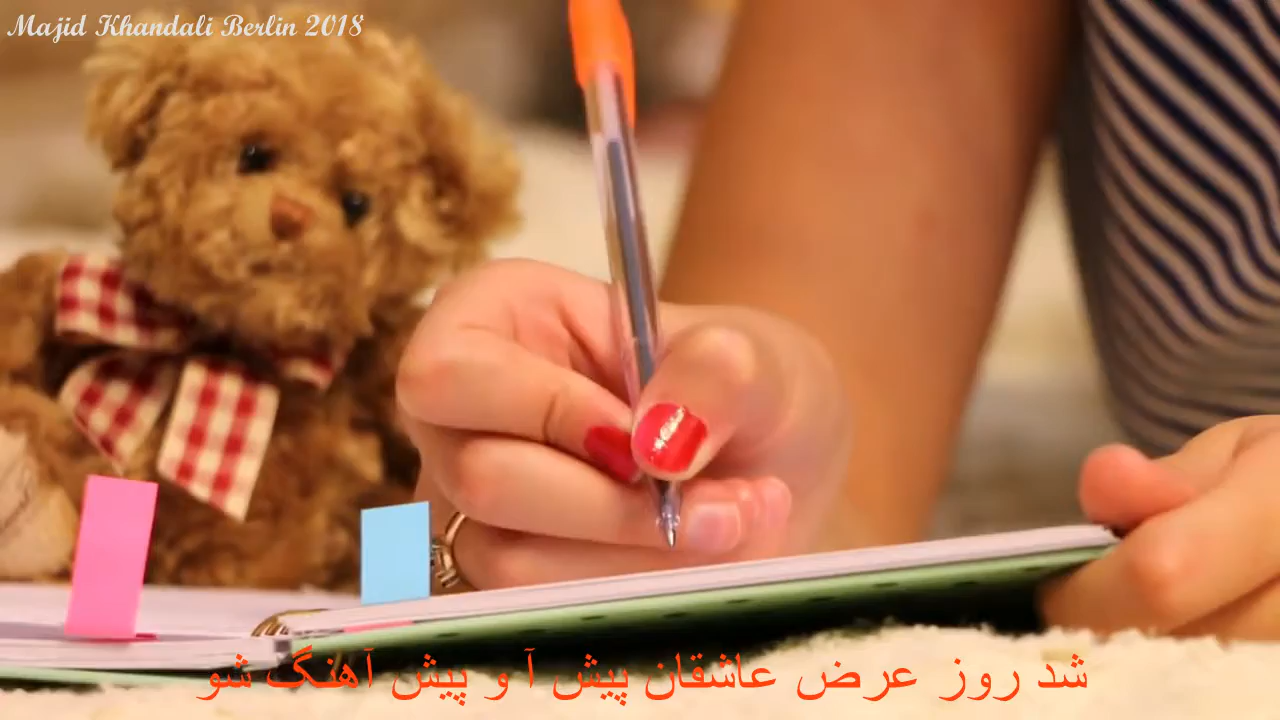 Majid Khandali Berlin 2018
شد روز عرض عاشقان پیش آ و پیش آهنگ شو